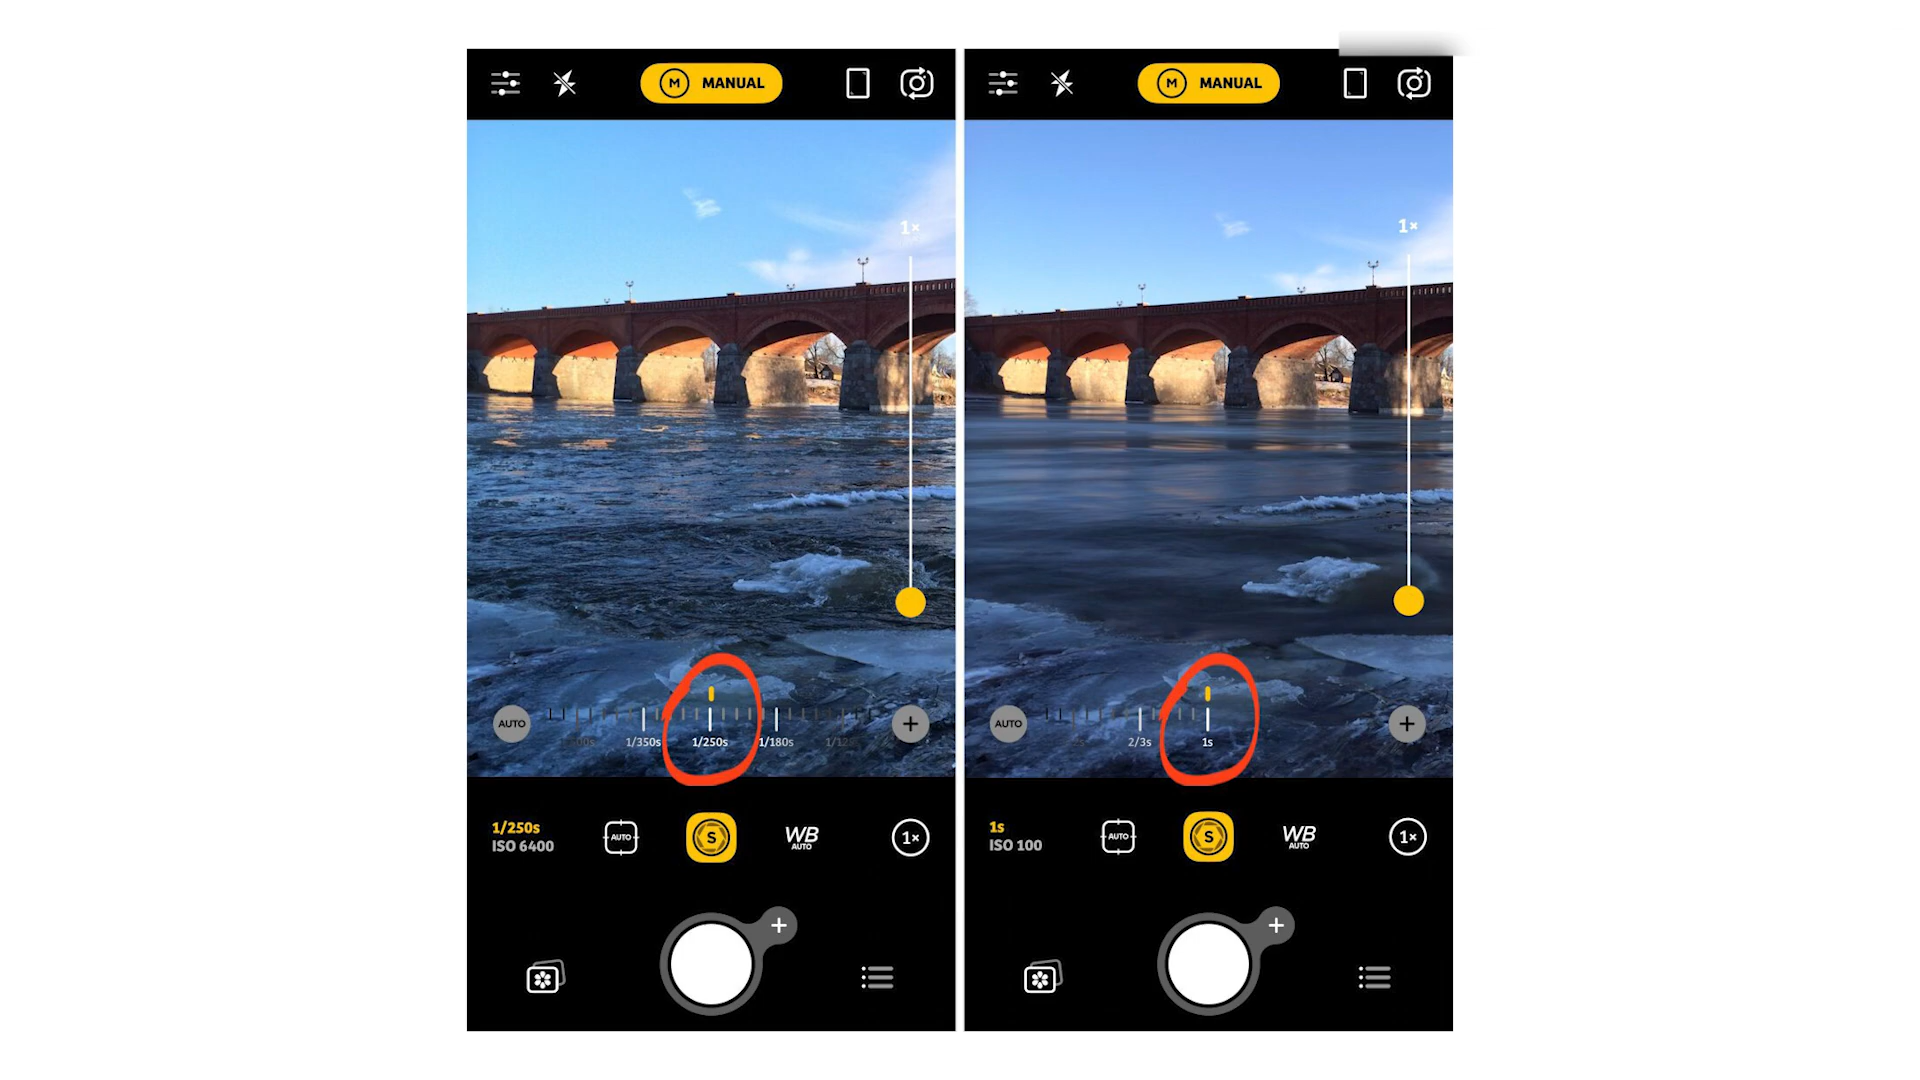 M MANUAL
1×
AUTO
1/350s 1/250s 1/180s
1/250s
ISO 6400
AUTO
S
WB
AUTO
1×
M MANUAL
1×
AUTO
2/3s 1s
1s
ISO 100
AUTO
S
WB
AUTO
1×